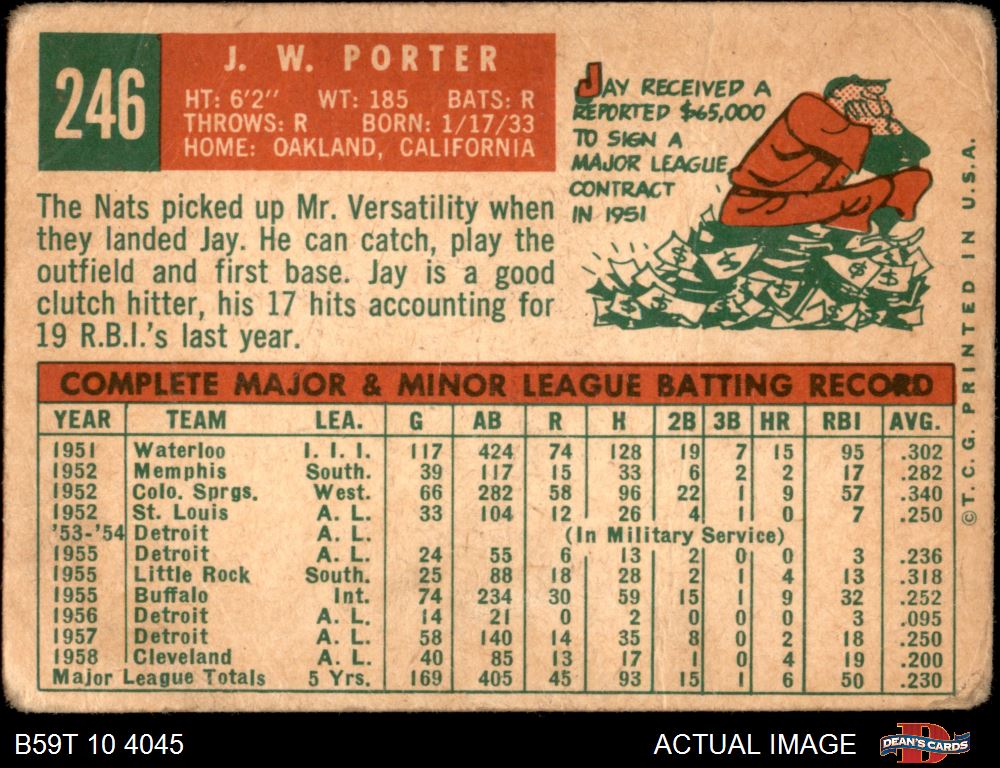 246
J. W. PORTER
HT: 6'2" WT: 185 BATS: R
THROWS: R BORN: 1/17/33
HOME: OAKLAND, CALIFORNIA
The Nats picked up Mr. Versatility when
they landed Jay. He can catch, play the
outfield and first base. Jay is a good
clutch hitter, his 17 hits accounting for
19 R.B.I.'s last year.
JAY RECEIVED A
REPORTED $65,000
TO SIGN A
MAJOR LEAGUE
CONTRACT
IN 1951
COMPLETE MAJOR & MINOR LEAGUE BATTING RECORD
YEAR TEAM LEA. G AB R H 2B 3B HR RBI AVG.
1951 Waterloo I. I. I. 117 424 74 128 19 7 15 95 .302
1952 Memphis South. 39 117 15 33 6 2 2 17 .282
1952 Colo. Sprgs. West. 66 282 58 96 22 1 9 57 .340
1952 St. Louis A. L. 33 104 12 26 4 1 0 7 .250
'53-'54 Detroit A. L. (In Military Service)
1955 Detroit A. L. 24 55 6 13 2 0 0 3 .236
1955 Little Rock South. 25 88 18 28 2 1 4 13 .318
1955 Buffalo Int. 74 234 30 59 15 1 9 32 .252
1956 Detroit A. L. 14 21 0 2 0 0 0 3 .095
1957 Detroit A. L. 58 140 14 35 8 0 2 18 .250
1958 Cleveland A. L. 40 85 13 17 1 0 4 19 .200
Major League Totals 5 Yrs. 169 405 45 93 15 1 6 50 .230
©T. C. G. PRINTED IN U.S.A.
B59T 10 4045
ACTUAL IMAGE
DEAN'S CARDS